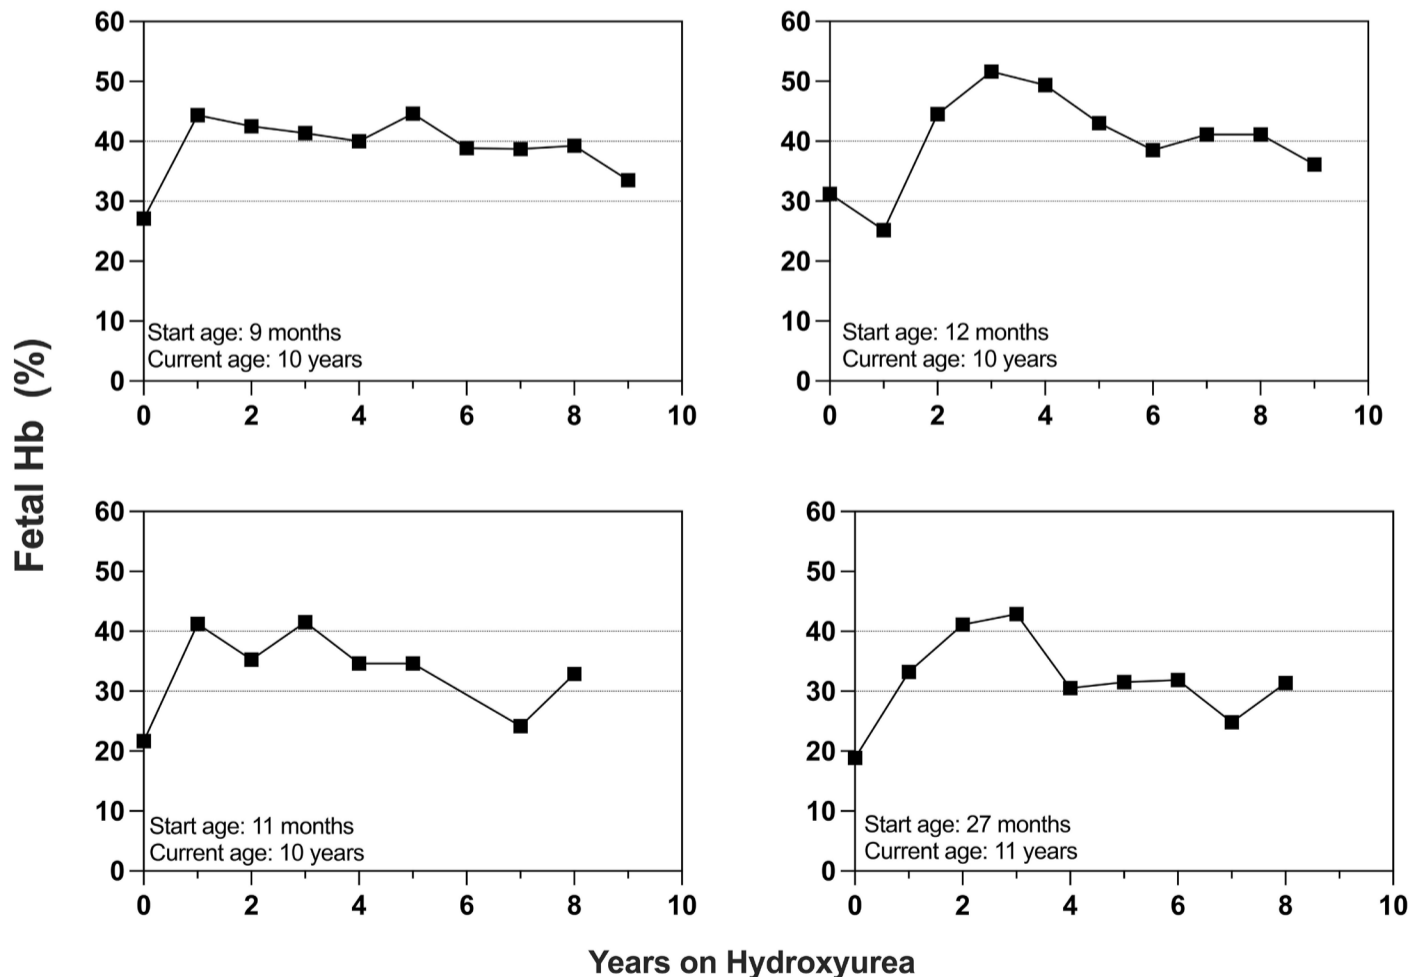 Fetal Hb (%)
60
50
40
30
20
10
0
Start age: 9 months
Current age: 10 years
0 2 4 6 8 10
60
50
40
30
20
10
0
Start age: 12 months
Current age: 10 years
0 2 4 6 8 10
60
50
40
30
20
10
0
Start age: 11 months
Current age: 10 years
0 2 4 6 8 10
60
50
40
30
20
10
0
Start age: 27 months
Current age: 11 years
0 2 4 6 8 10
Years on Hydroxyurea